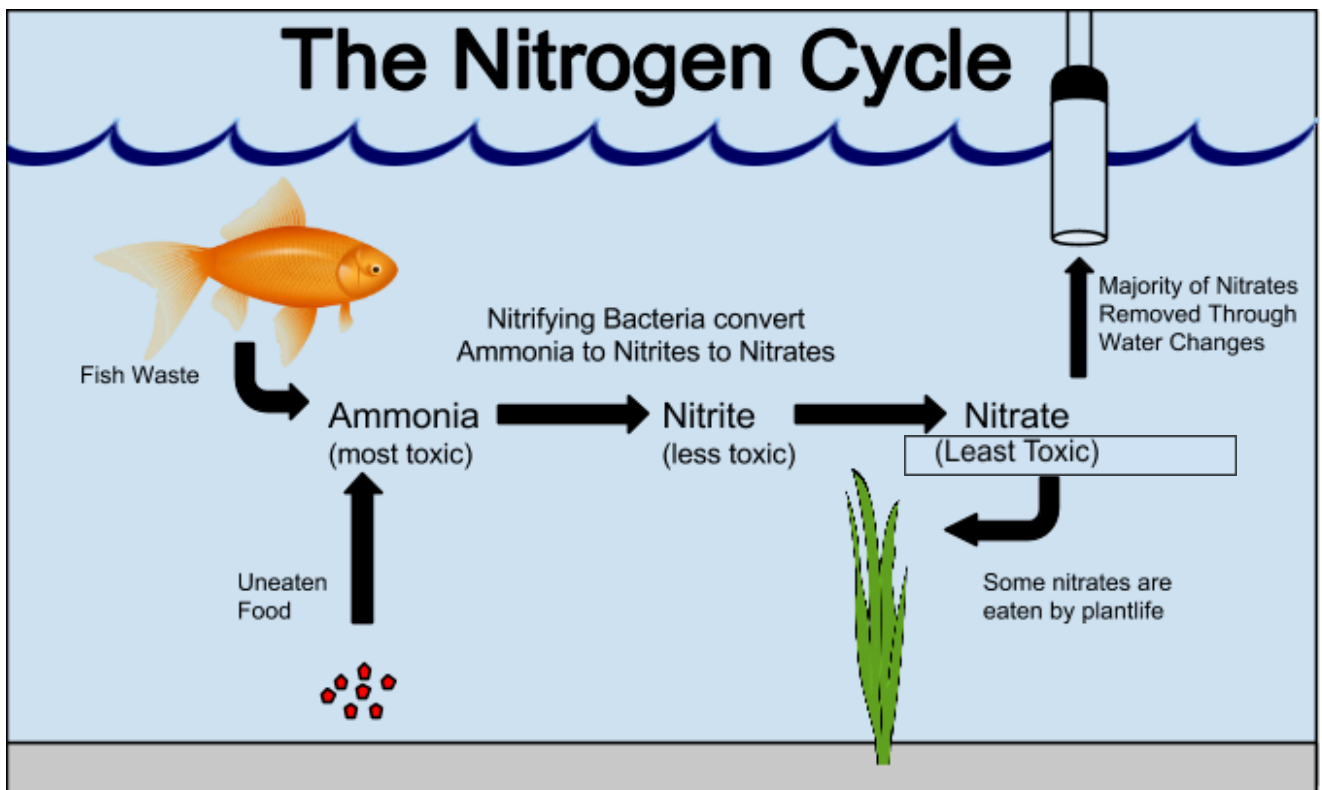 The Nitrogen Cycle
Fish Waste
Nitrifying Bacteria convert
Ammonia to Nitrites to Nitrates
Majority of Nitrates
Removed Through
Water Changes
Ammonia
(most toxic)
Nitrite
(less toxic)
Nitrate
(Least Toxic)
Uneaten
Food
Some nitrates are
eaten by plantlife